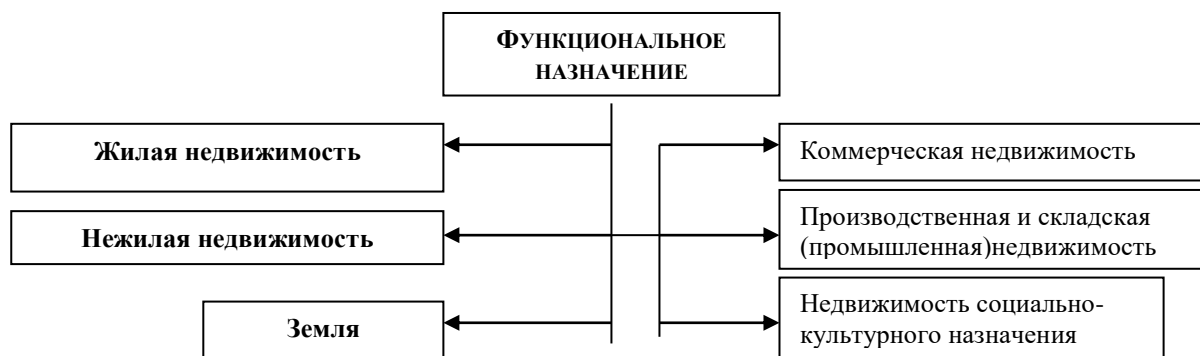 ФУНКЦИОНАЛЬНОЕ
НАЗНАЧЕНИЕ
Жилая недвижимость
Коммерческая недвижимость
Нежилая недвижимость
Производственная и складская
(промышленная)недвижимость
Земля
Недвижимость социально-
культурного назначения